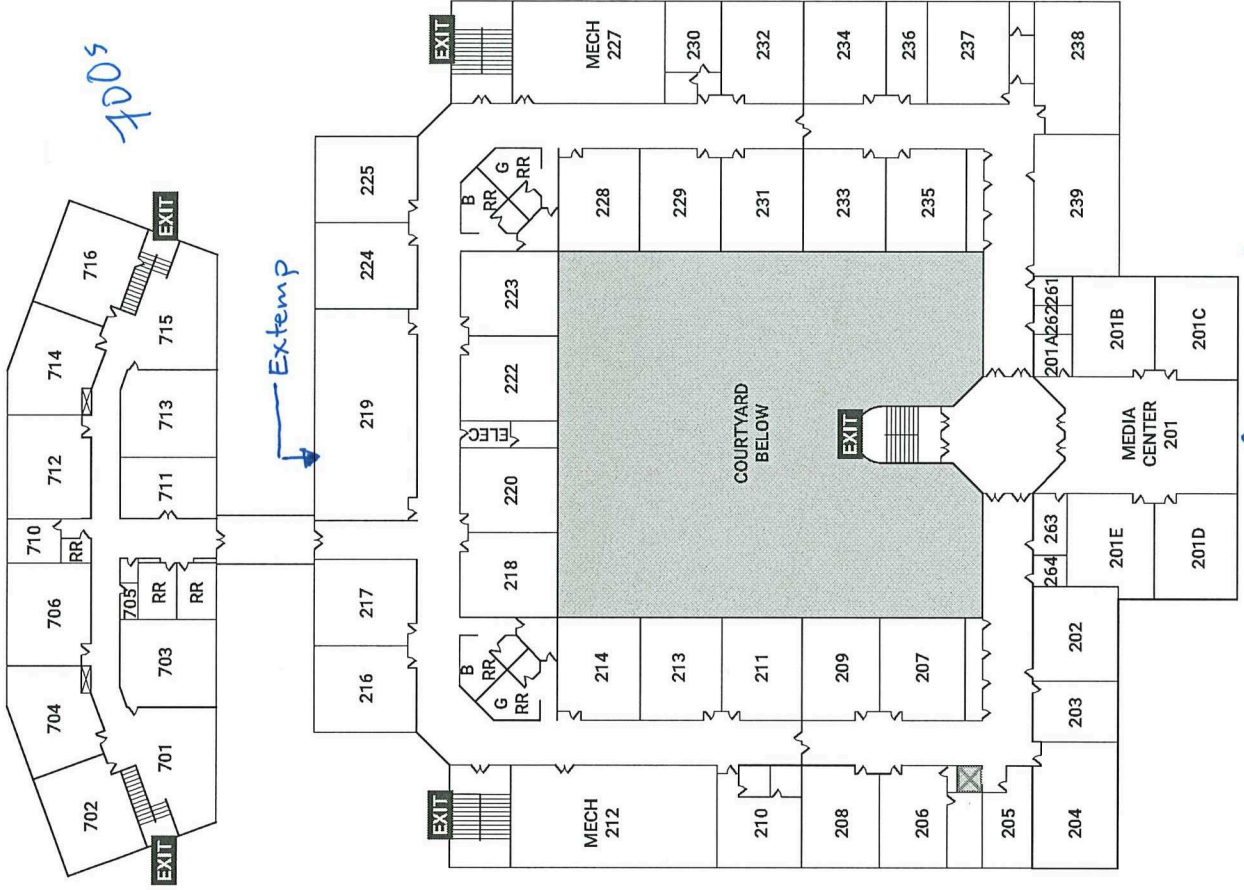 700s
716
EXIT
714
715
712
713
710
711
RR
706
705
RR
RR
704
703
702
701
EXIT
Extemp
EXIT
MECH
227
230
232
234
236
237
238
225
224
219
217
216
B
RR
G
RR
228
229
231
233
235
239
223
222
ELEC
220
218
COURTYARD
BELOW
EXIT
201A
262
261
201B
201C
MEDIA
CENTER
201
263
264
201E
201D
B
RR
G
RR
214
213
211
209
207
202
203
EXIT
MECH
212
210
208
206
205
204